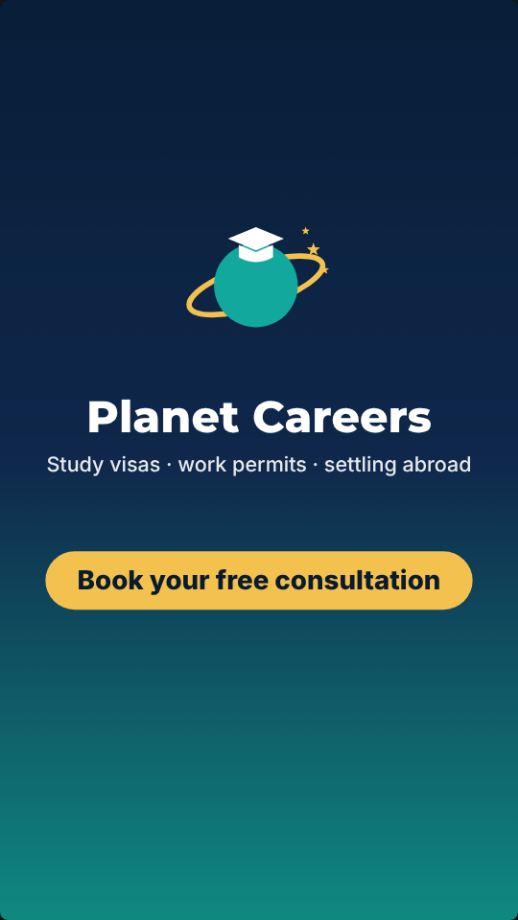 Planet Careers
Study visas · work permits · settling abroad
Book your free consultation